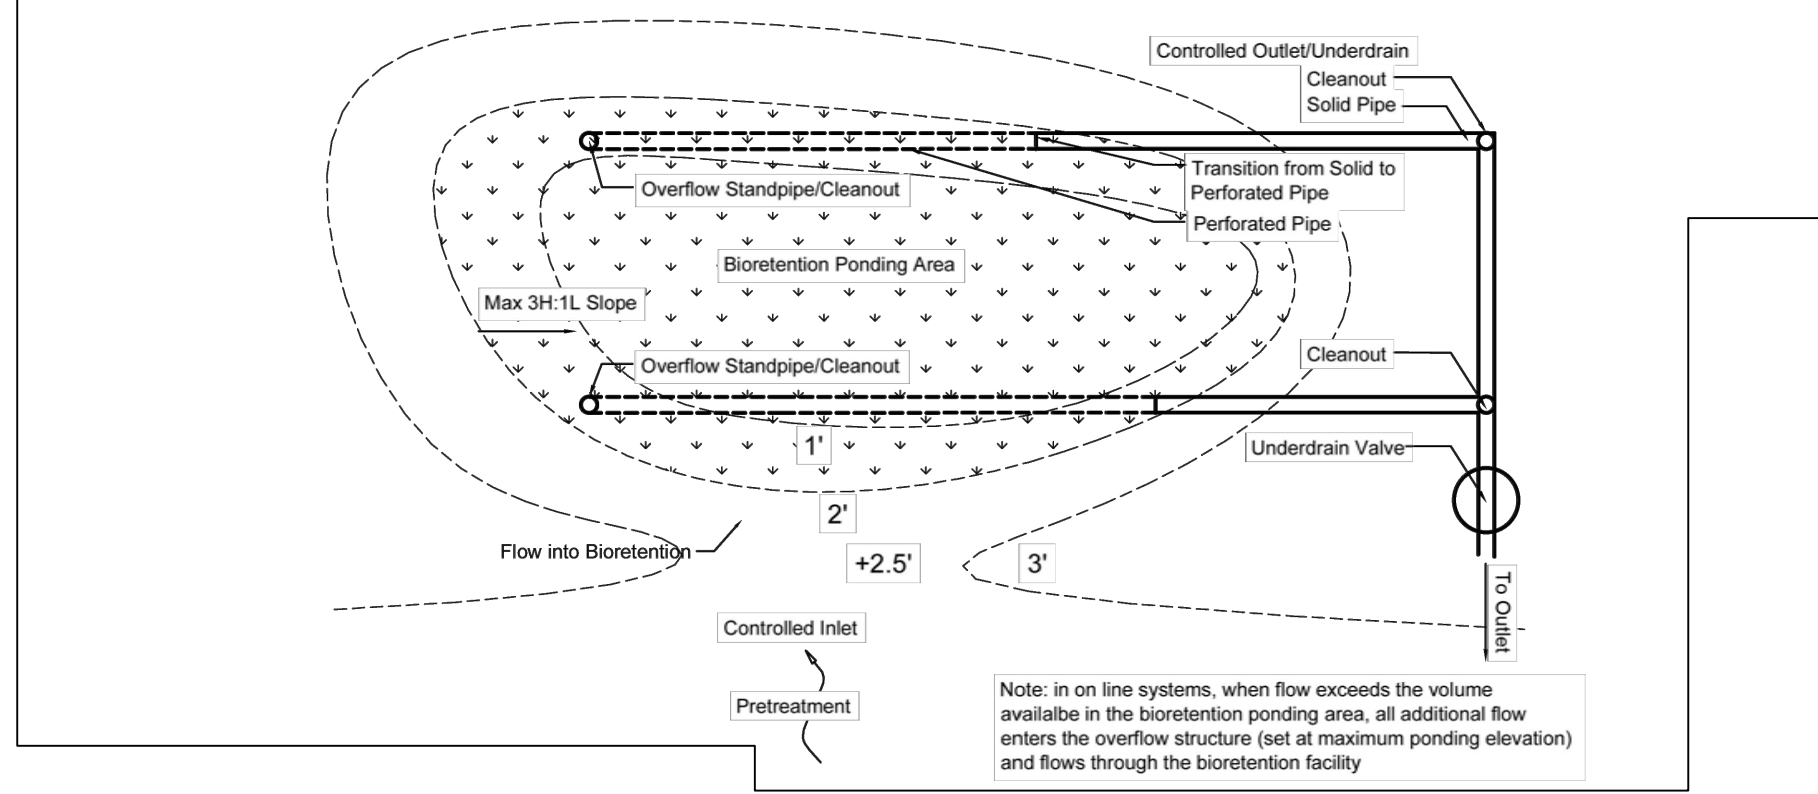 Controlled Outlet/Underdrain
Cleanout
Solid Pipe
Transition from Solid to
Perforated Pipe
Overflow Standpipe/Cleanout
Perforated Pipe
Bioretention Ponding Area
Max 3H:1L Slope
Cleanout
Overflow Standpipe/Cleanout
1'
Underdrain Valve
2'
Flow into Bioretention
+2.5'
3'
To Outlet
Controlled Inlet
Pretreatment
Note: in on line systems, when flow exceeds the volume
availalbe in the bioretention ponding area, all additional flow
enters the overflow structure (set at maximum ponding elevation)
and flows through the bioretention facility